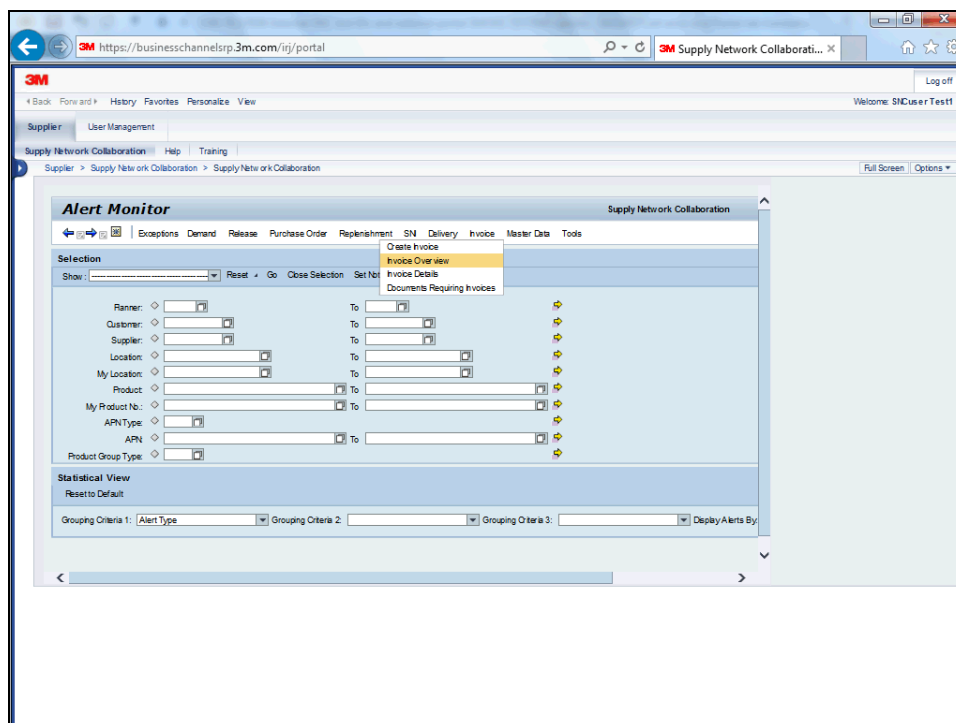 3M https://businesschannelsrp.3m.com/irj/portal
3M Supply Network Collaborati...
3M
Log off
Back Forward History Favorites Personalize View
Welcome: SNCuser Test1
Supplier User Management
Supply Network Collaboration Help Training
Supplier > Supply Network Collaboration > Supply Network Collaboration
Full Screen Options
Alert Monitor
Supply Network Collaboration
Exceptions Demand Release Purchase Order Replenishment SNI Delivery Invoice Master Data Tools
Create Invoice
Invoice Overview
Invoice Details
Documents Requiring Invoices
Selection
Show: Reset Go Close Selection Set Not
Planner: To
Customer: To
Supplier: To
Location: To
My Location: To
Product: To
My Product No.: To
APN Type:
APN: To
Product Group Type:
Statistical View
Reset to Default
Grouping Criteria 1: Alert Type Grouping Criteria 2: Grouping Criteria 3: Display Alerts By: